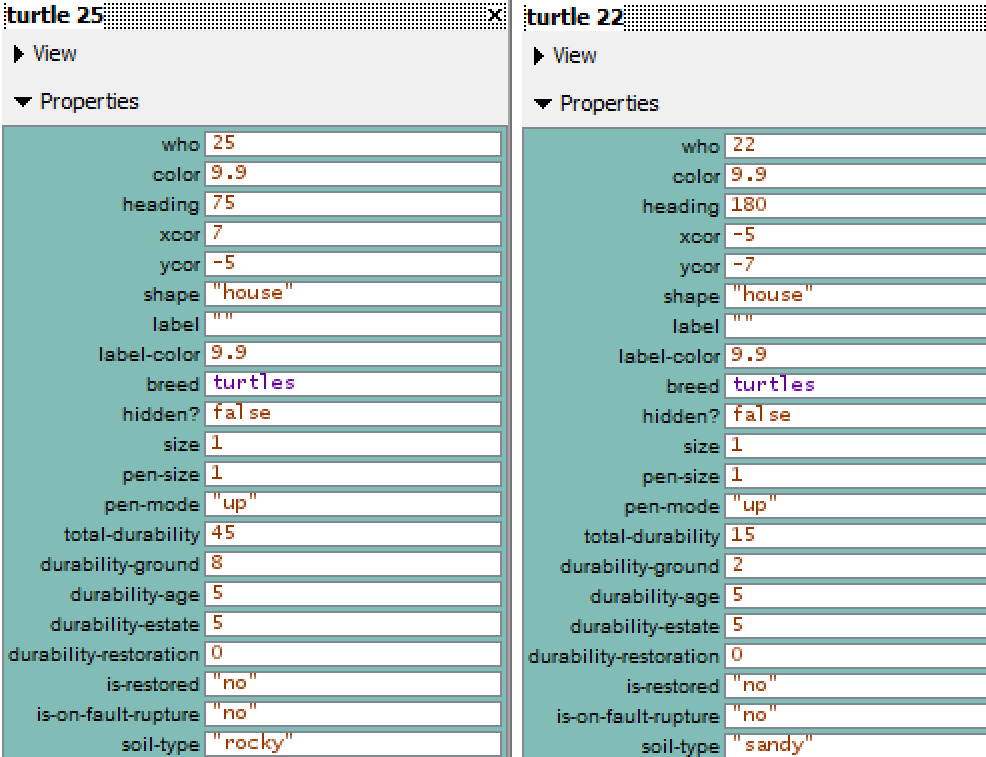 turtle 25 ×
View
Properties
who 25
color 9.9
heading 75
xcor 7
ycor -5
shape "house"
label ""
label-color 9.9
breed turtles
hidden? false
size 1
pen-size 1
pen-mode "up"
total-durability 45
durability-ground 8
durability-age 5
durability-estate 5
durability-restoration 0
is-restored "no"
is-on-fault-rupture "no"
soil-type "rocky"
turtle 22
View
Properties
who 22
color 9.9
heading 180
xcor -5
ycor -7
shape "house"
label ""
label-color 9.9
breed turtles
hidden? false
size 1
pen-size 1
pen-mode "up"
total-durability 15
durability-ground 2
durability-age 5
durability-estate 5
durability-restoration 0
is-restored "no"
is-on-fault-rupture "no"
soil-type "sandy"